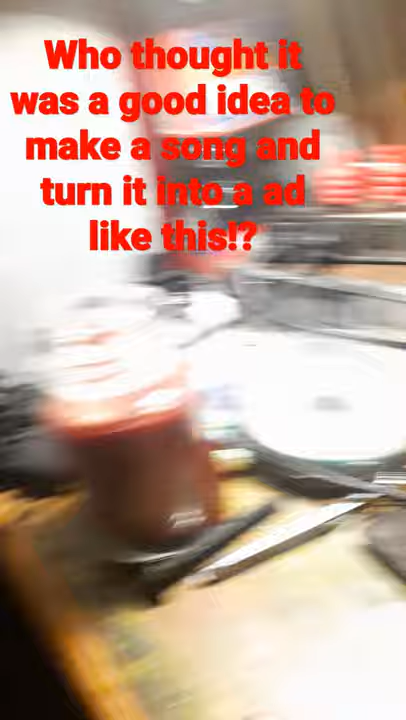 Who thought it
was a good idea to
make a song and
turn it into a ad
like this!?